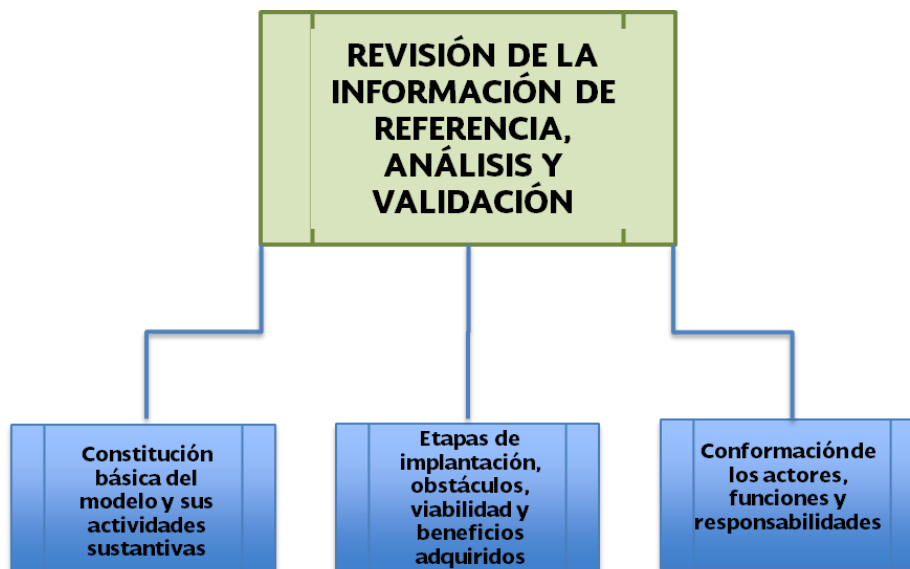 REVISIÓN DE LA
INFORMACIÓN DE
REFERENCIA,
ANÁLISIS Y
VALIDACIÓN
Constitución
básica del
modelo y sus
actividades
sustantivas
Etapas de
implantación,
obstáculos,
viabilidad y
beneficios
adquiridos
Conformación de
los actores,
funciones y
responsabilidades